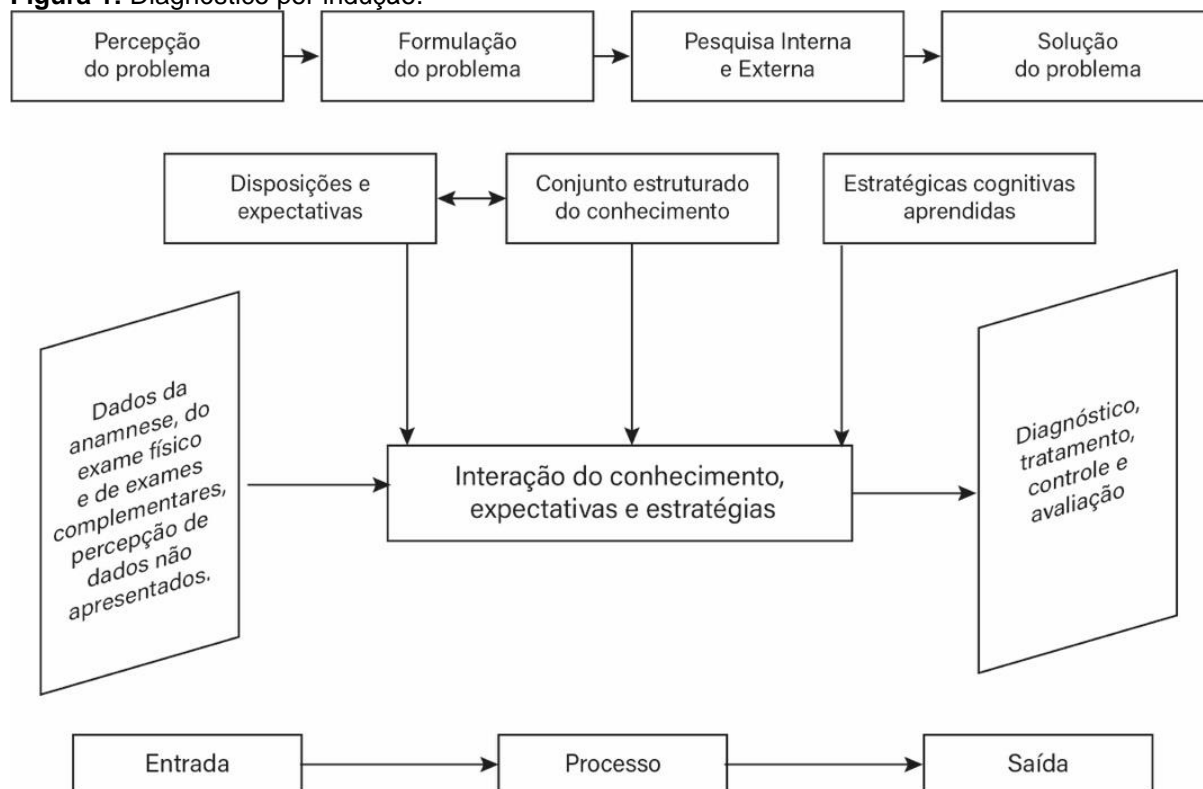 Figura 1. Diagnóstico por indução.
Percepção
do problema
Formulação
do problema
Pesquisa Interna
e Externa
Solução
do problema
Disposições e
expectativas
Conjunto estruturado
do conhecimento
Estratégicas cognitivas
aprendidas
Dados da
anamnese, do
exame físico
e de exames
complementares,
percepção de
dados não
apresentados.
Interação do conhecimento,
expectativas e estratégias
Diagnóstico,
tratamento,
controle e
avaliação
Entrada
Processo
Saída